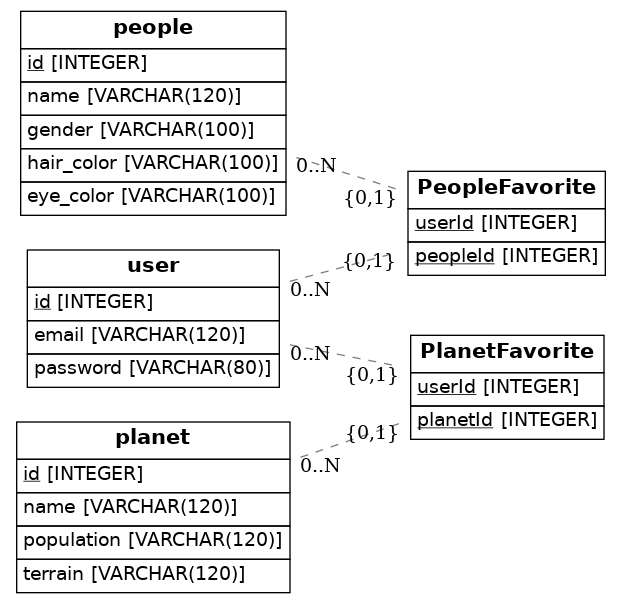 people
id [INTEGER]
name [VARCHAR(120)]
gender [VARCHAR(100)]
hair_color [VARCHAR(100)]
eye_color [VARCHAR(100)]
0..N
{0,1}
PeopleFavorite
userId [INTEGER]
peopleId [INTEGER]
user
id [INTEGER]
email [VARCHAR(120)]
password [VARCHAR(80)]
{0,1}
0..N
0..N
{0,1}
PlanetFavorite
userId [INTEGER]
planetId [INTEGER]
planet
id [INTEGER]
name [VARCHAR(120)]
population [VARCHAR(120)]
terrain [VARCHAR(120)]
{0,1}
0..N